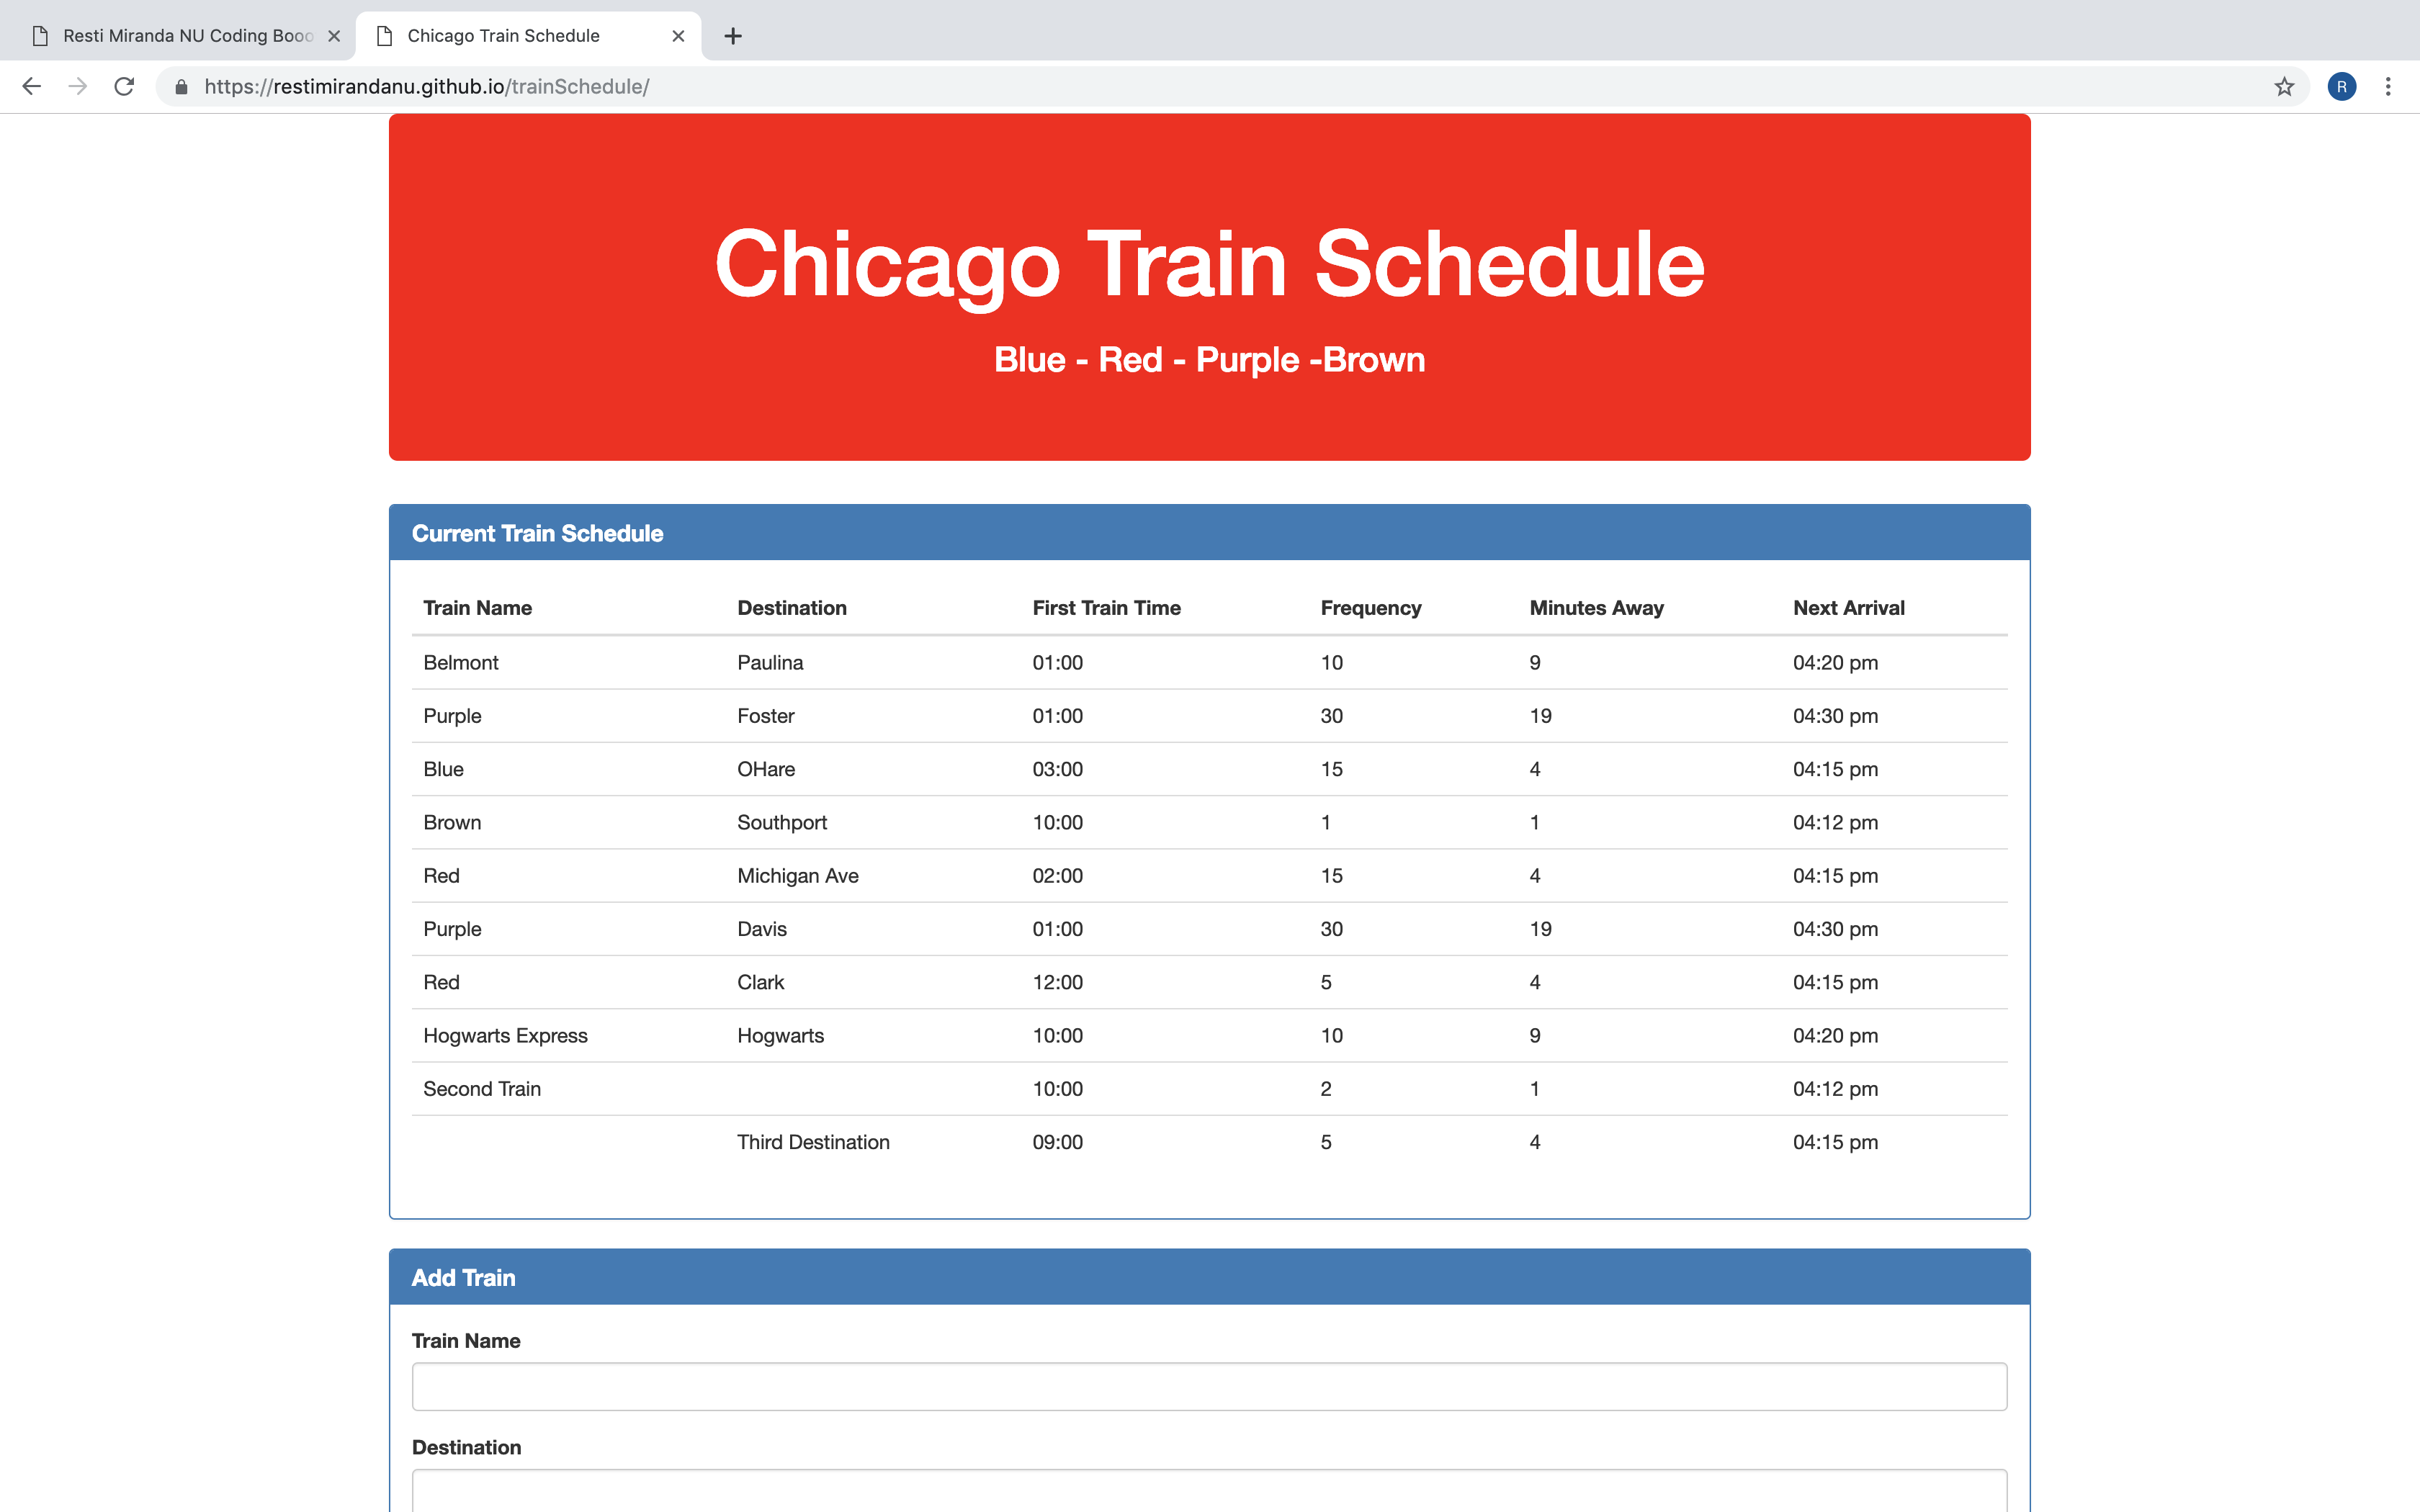 Resti Miranda NU Coding Boo
Chicago Train Schedule
https://restimirandanu.github.io/trainSchedule/
R
Chicago Train Schedule
Blue - Red - Purple -Brown
Current Train Schedule
Train Name Destination First Train Time Frequency Minutes Away Next Arrival
Belmont Paulina 01:00 10 9 04:20 pm
Purple Foster 01:00 30 19 04:30 pm
Blue OHare 03:00 15 4 04:15 pm
Brown Southport 10:00 1 1 04:12 pm
Red Michigan Ave 02:00 15 4 04:15 pm
Purple Davis 01:00 30 19 04:30 pm
Red Clark 12:00 5 4 04:15 pm
Hogwarts Express Hogwarts 10:00 10 9 04:20 pm
Second Train 10:00 2 1 04:12 pm
Third Destination 09:00 5 4 04:15 pm
Add Train
Train Name
Destination